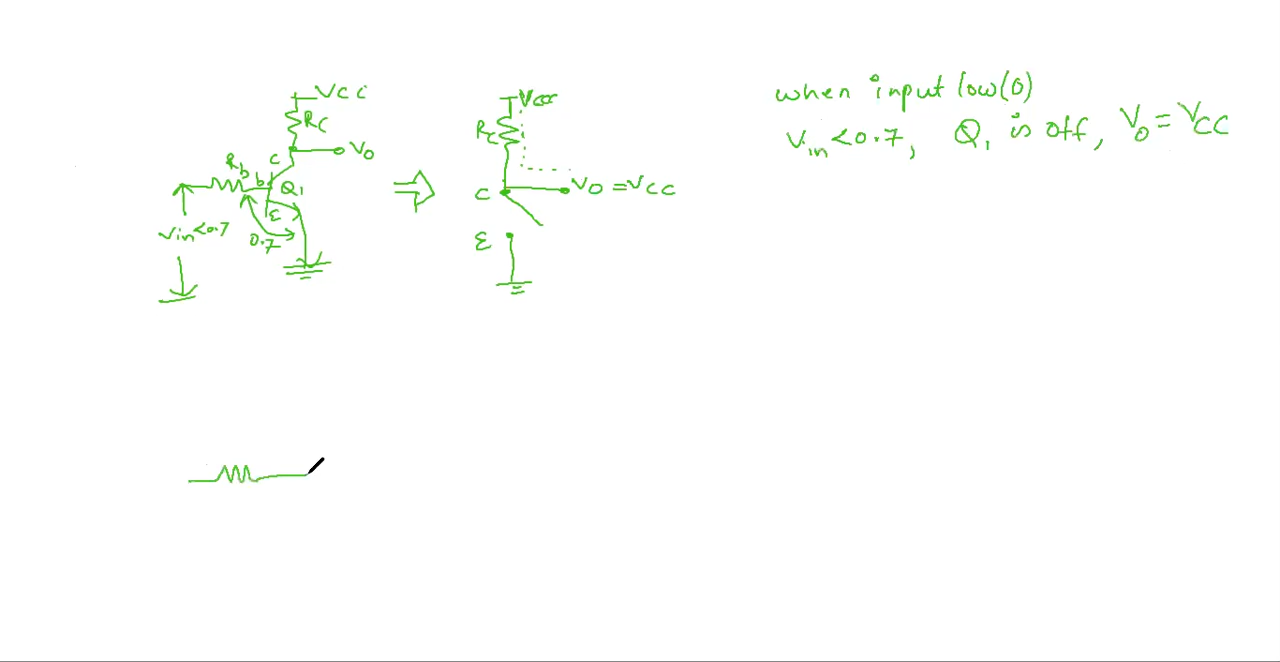 VCC
RC
C
VO
Rb
b
Q1
E
Vin<0.7
0.7
VCC
RC
C
VO=VCC
E
when input low(0)
Vin<0.7, Q1 is off, VO=VCC